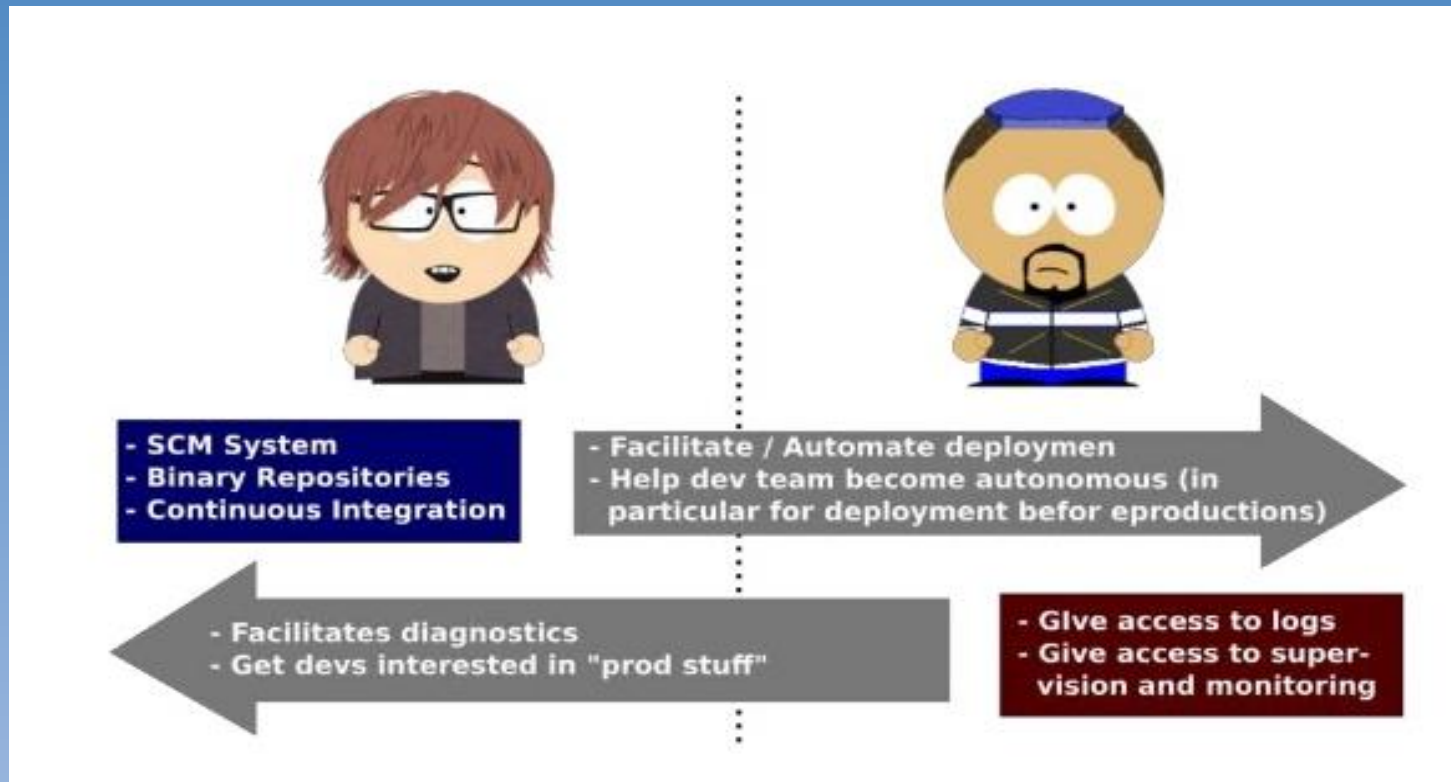 - SCM System
- Binary Repositories
- Continuous Integration
- Facilitate / Automate deploymen
- Help dev team become autonomous (in
particular for deployment befor eproductions)
- Facilitates diagnostics
- Get devs interested in "prod stuff"
- GIve access to logs
- Give access to super-
vision and monitoring